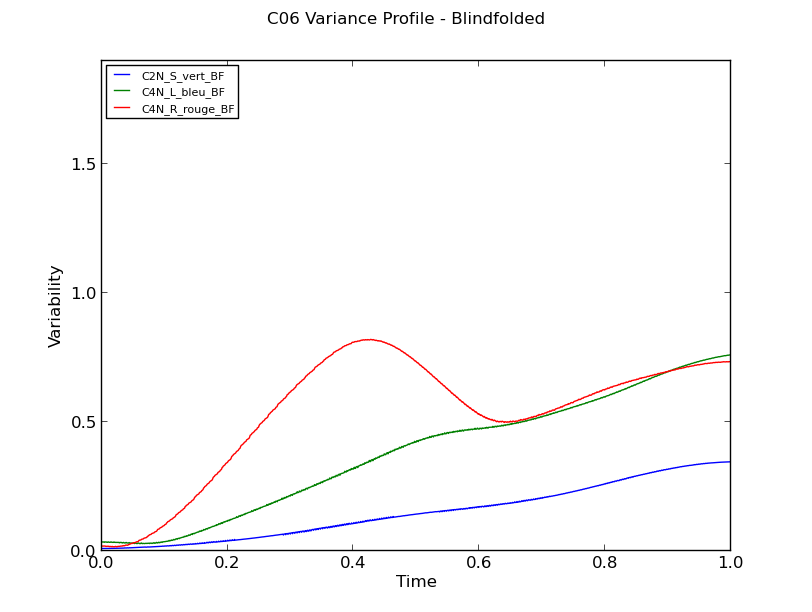 C06 Variance Profile - Blindfolded
C2N_S_vert_BF
C4N_L_bleu_BF
C4N_R_rouge_BF
1.5
1.0
0.5
0.0
Variability
0.0 0.2 0.4 0.6 0.8 1.0
Time